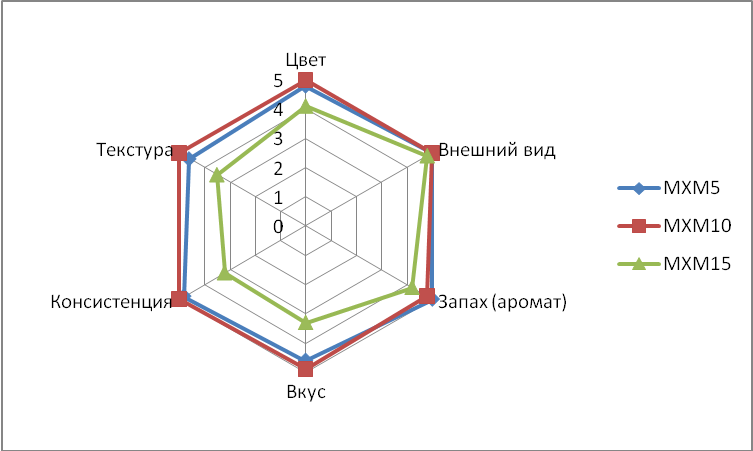 Цвет
5
4
3
2
1
0
Внешний вид
Запах (аромат)
Вкус
Консистенция
Текстура
МХМ5
МХМ10
МХМ15